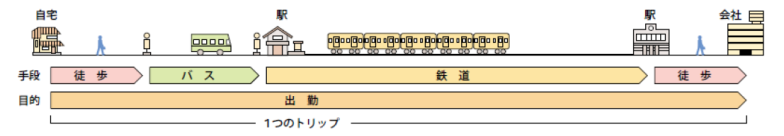 自宅 駅 駅 会社
手段 徒歩 バス 鉄道 徒歩
目的 出勤
1つのトリップ